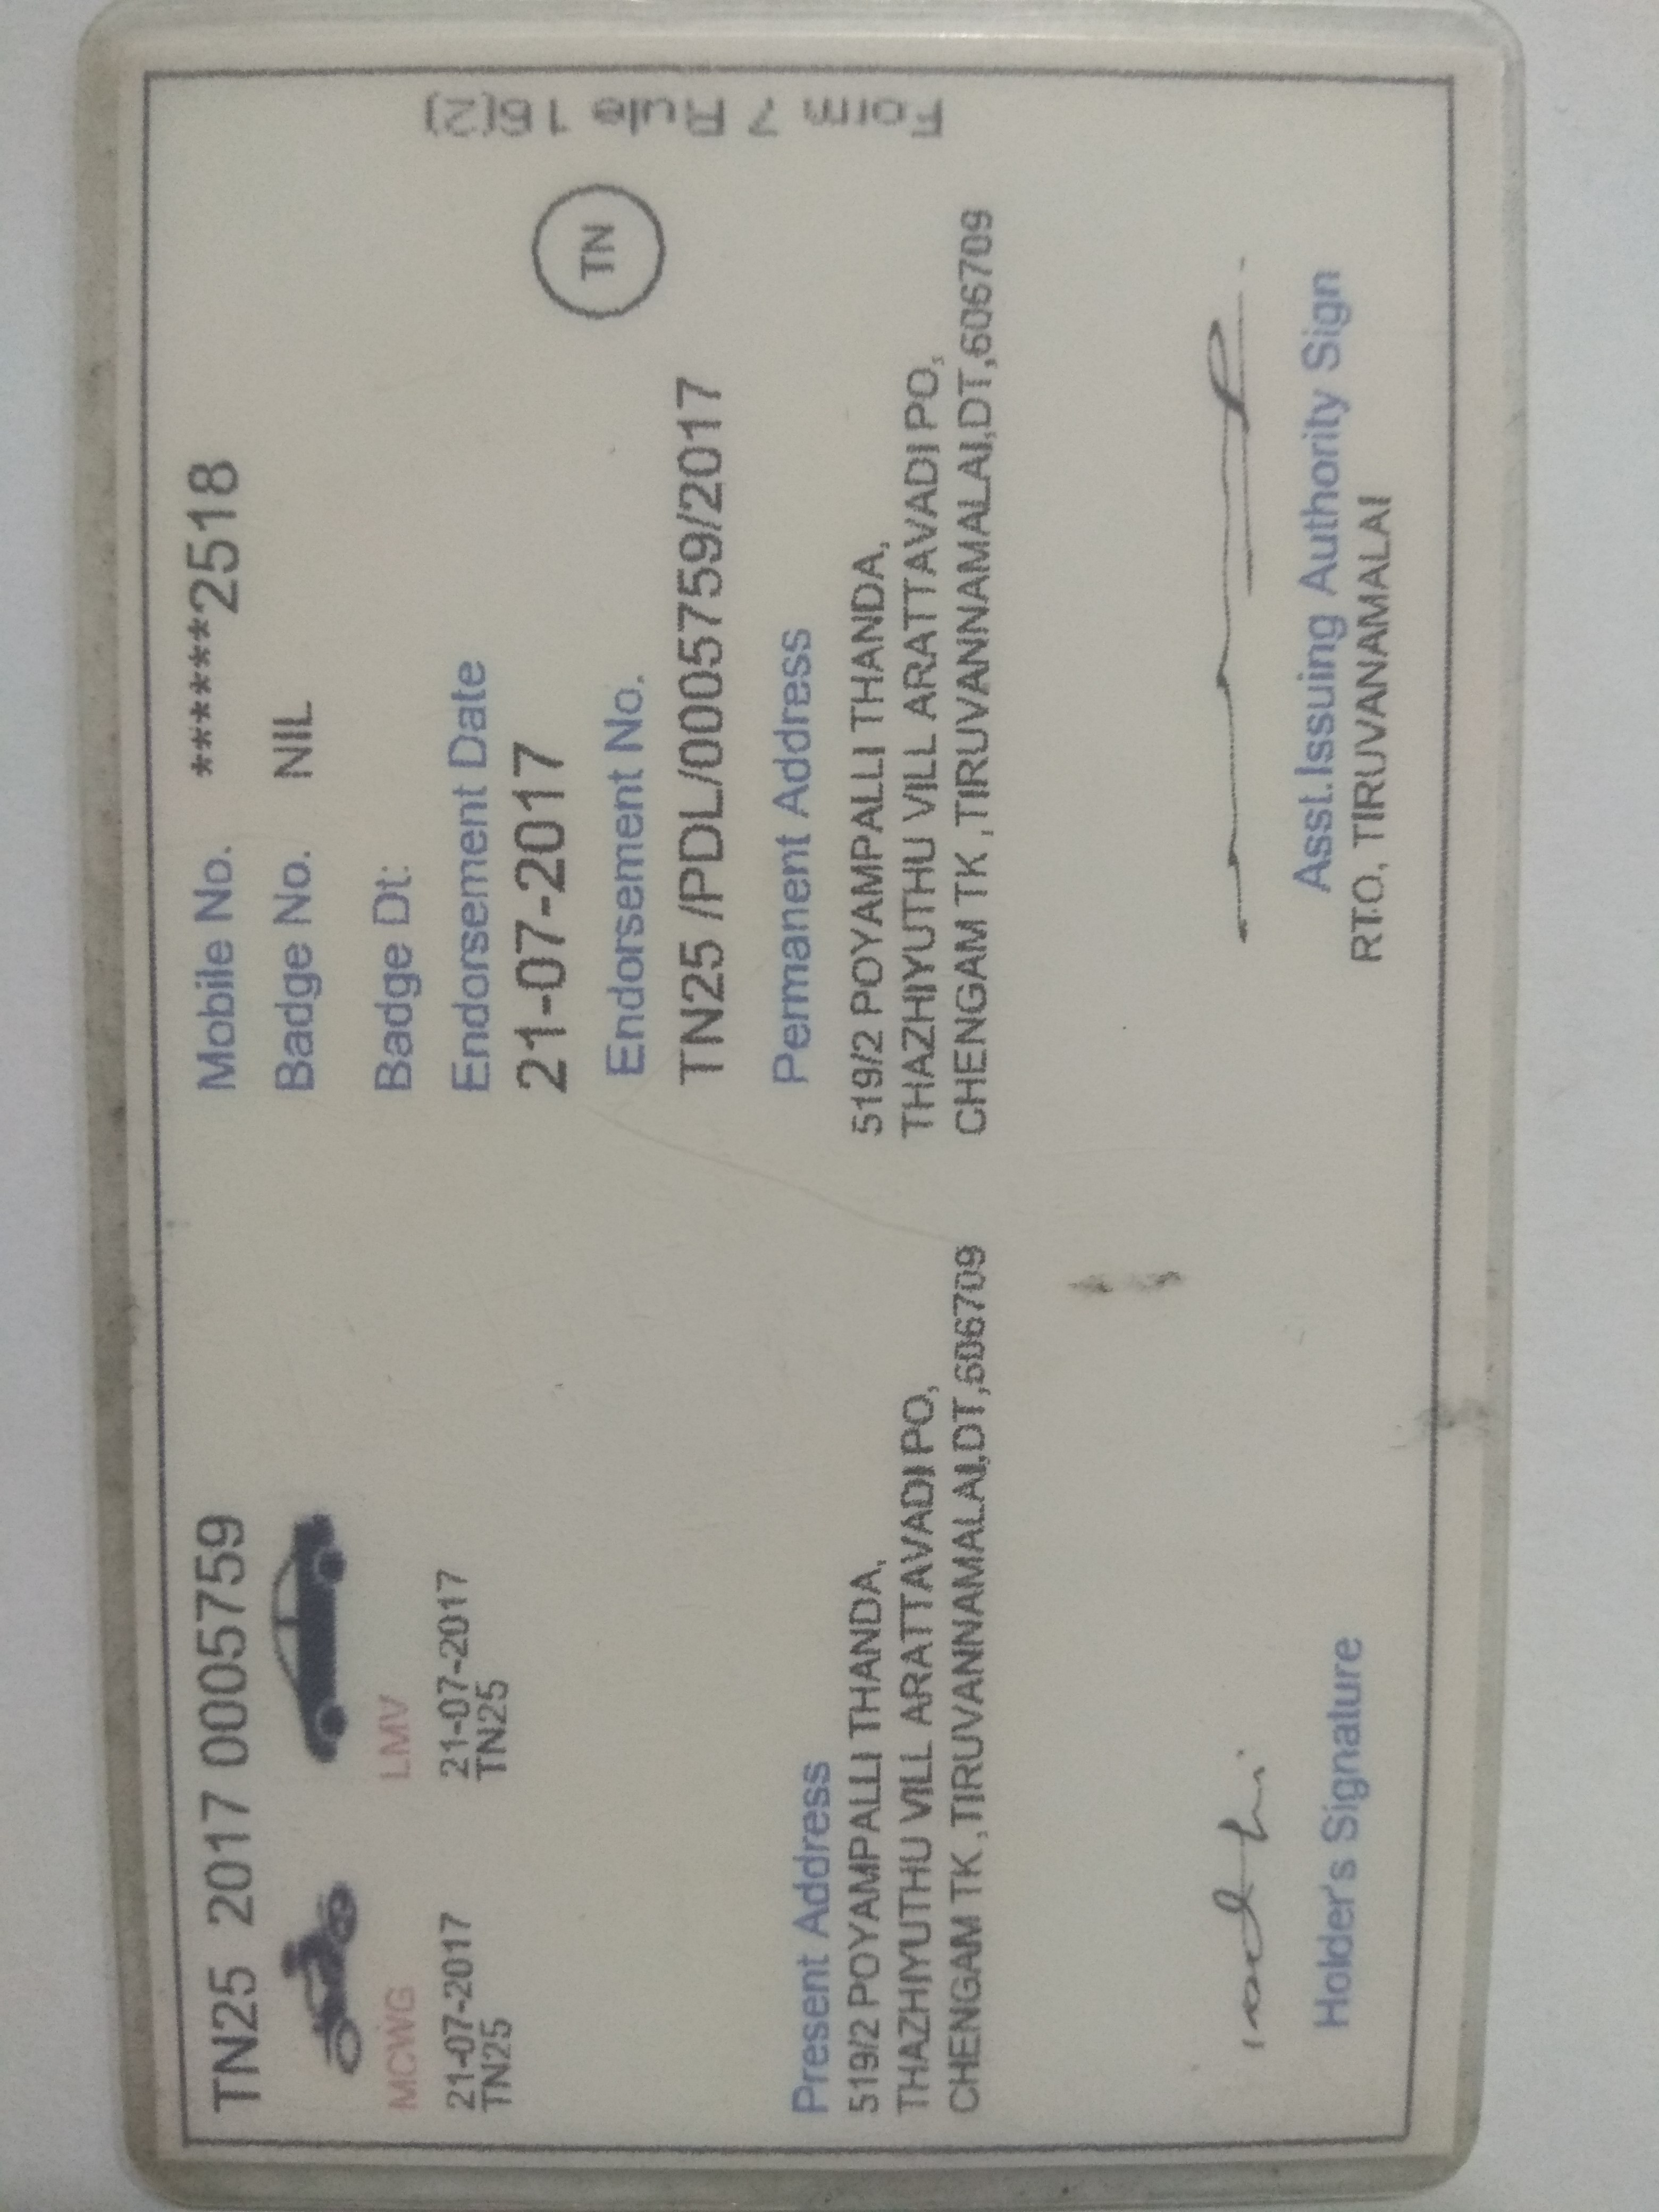 TN25 2017 0005759
MCWG
21-07-2017
TN25
LMV
21-07-2017
TN25
Present Address
519/2 POYAMPALLI THANDA,
THAZHIYUTHU VILL ARATTAVADI PO,
CHENGAM TK ,TIRUVANNAMALAI,DT,606709
Holder's Signature
Mobile No. ******2518
Badge No. NIL
Badge Dt:
Endorsement Date
21-07-2017
Endorsement No.
TN25 /PDL/0005759/2017
TN
Permanent Address
519/2 POYAMPALLI THANDA,
THAZHIYUTHU VILL ARATTAVADI PO,
CHENGAM TK ,TIRUVANNAMALAI,DT,606709
Asst.Issuing Authority Sign
RTO, TIRUVANAMALAI
Form 7 Rule 16(2)